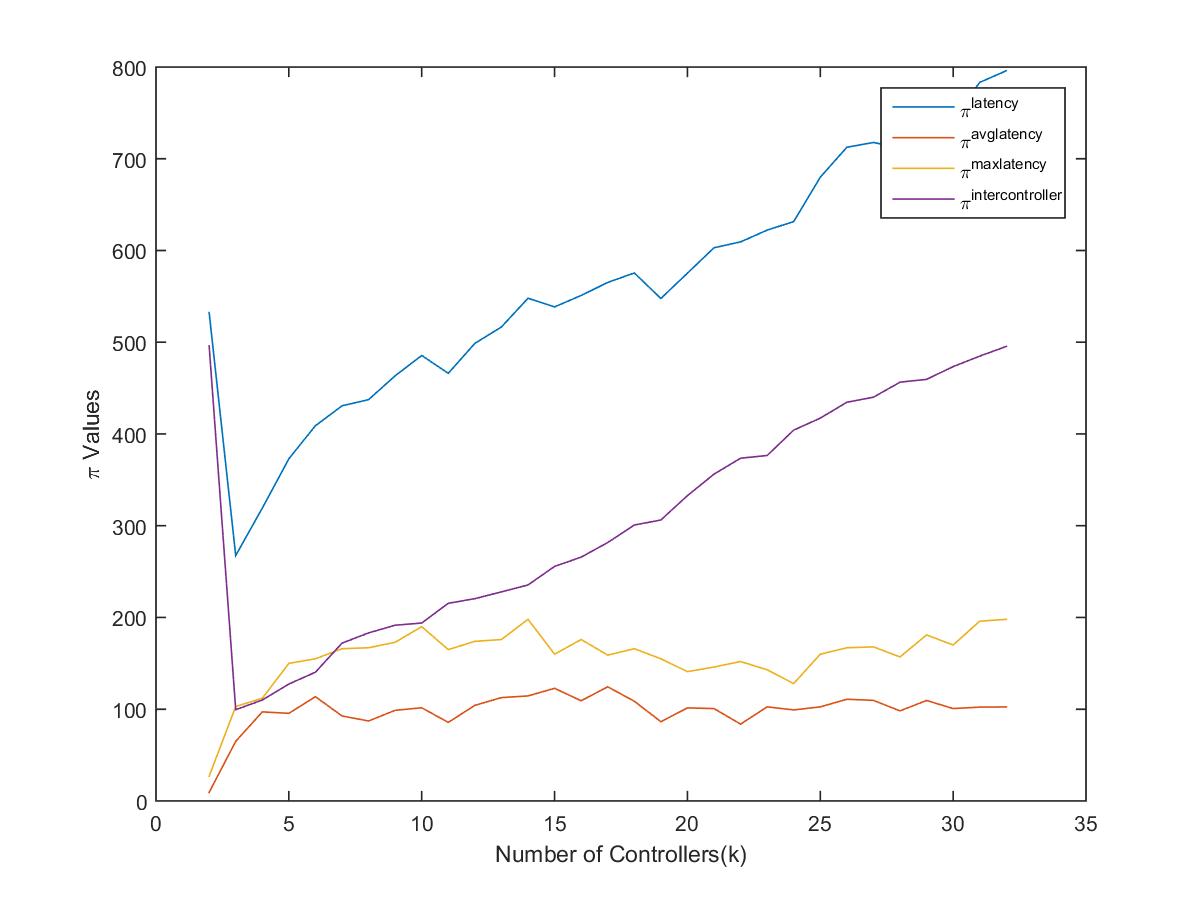 800
700
600
500
400
300
200
100
0
π Values
0 5 10 15 20 25 30 35
Number of Controllers(k)
π^latency
π^avglatency
π^maxlatency
π^intercontroller